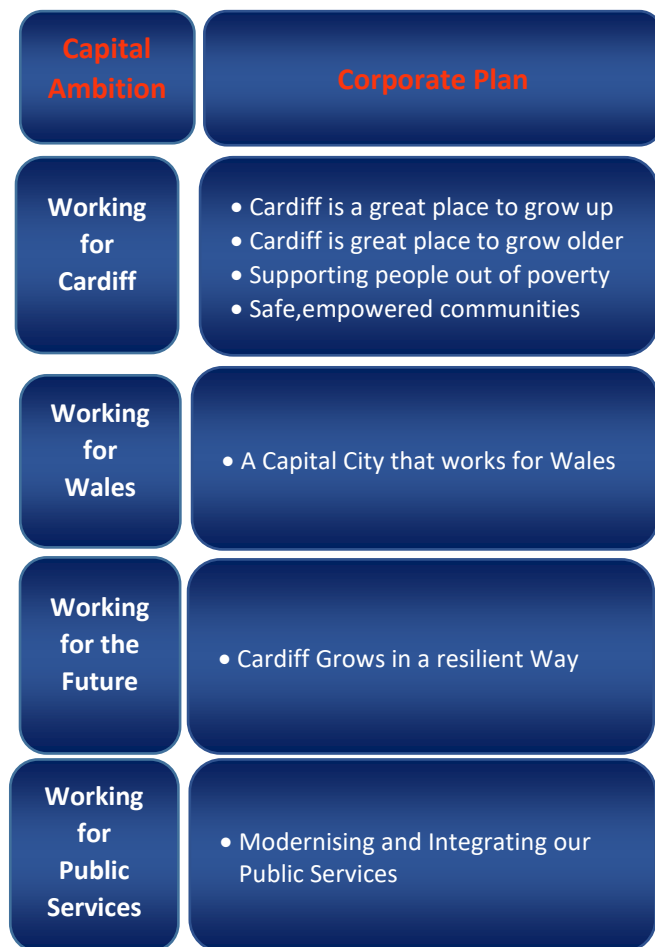 Capital
Ambition
Corporate Plan
Working
for
Cardiff
• Cardiff is a great place to grow up
• Cardiff is great place to grow older
• Supporting people out of poverty
• Safe,empowered communities
Working
for
Wales
• A Capital City that works for Wales
Working
for the
Future
• Cardiff Grows in a resilient Way
Working
for
Public
Services
• Modernising and Integrating our
Public Services